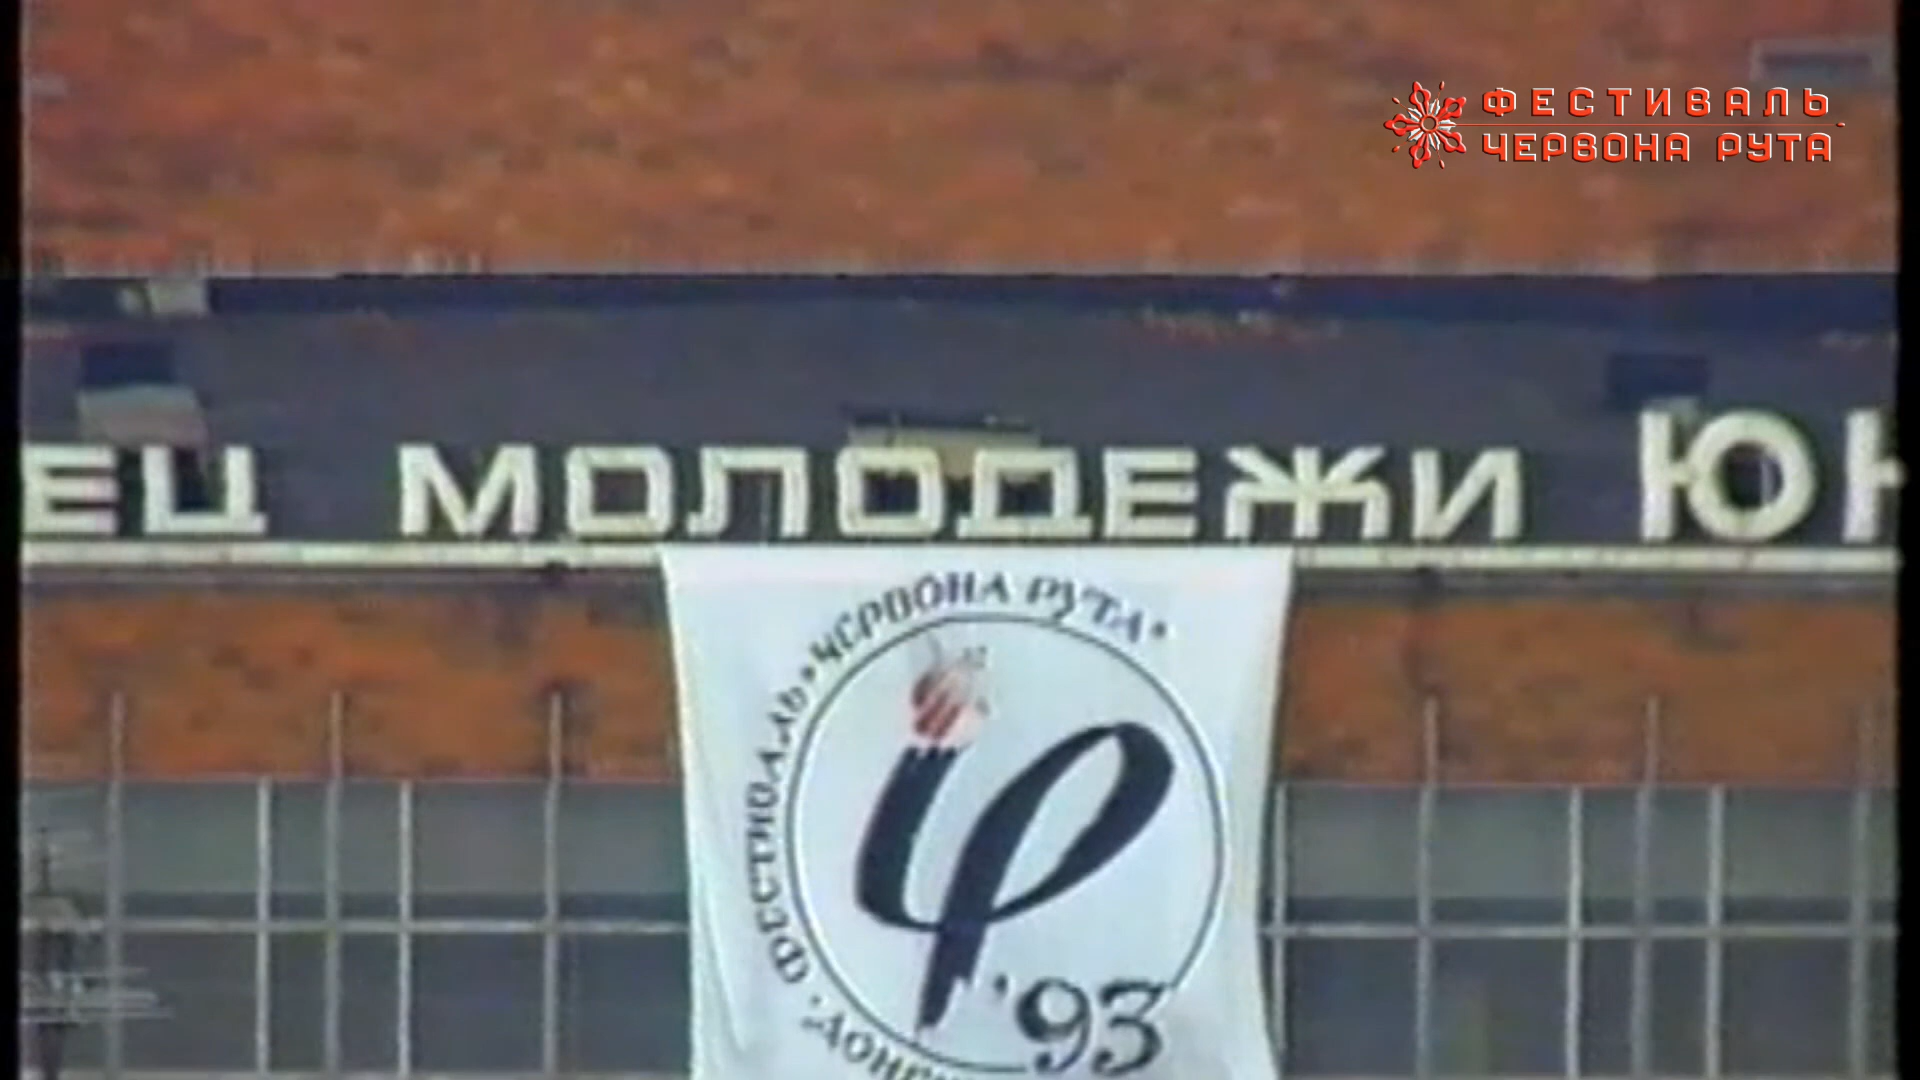 ФЕСТИВАЛЬ
ЧЕРВОНА РУТА
ЕЦ МОЛОДЕЖИ ЮН
ФЕСТИВАЛЬ "ЧЕРВОНА РУТА"
'93